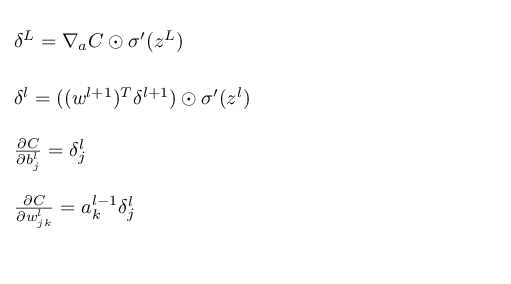 δ^L = ∇_a C ⊙ σ′(z^L)
δ^l = ((w^{l+1})^T δ^{l+1}) ⊙ σ′(z^l)
∂C/∂b^l_j = δ^l_j
∂C/∂w^l_{jk} = a^{l−1}_k δ^l_j